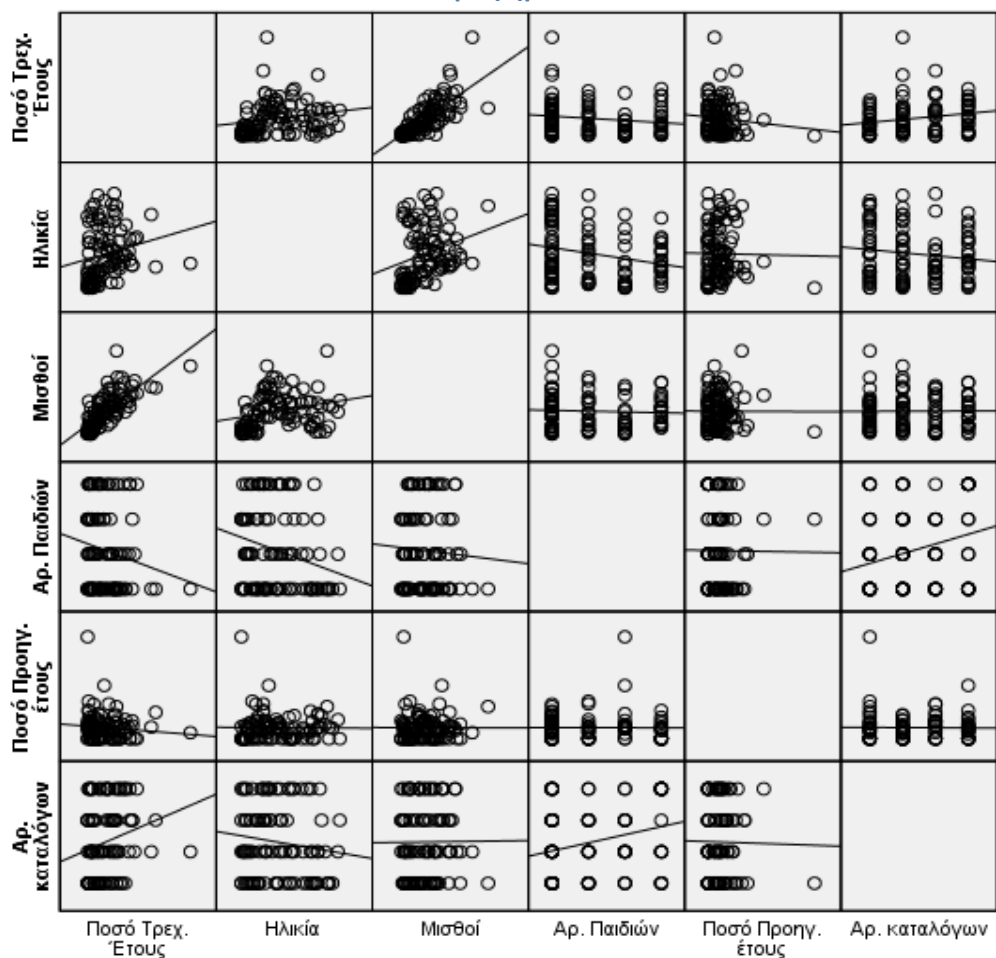 Ποσό Τρεχ.
Έτους
Ηλικία
Μισθοί
Αρ. Παιδιών
Ποσό Προηγ.
έτους
Αρ.
καταλόγων
Ποσό Τρεχ.
Έτους
Ηλικία
Μισθοί
Αρ. Παιδιών
Ποσό Προηγ.
έτους
Αρ. καταλόγων